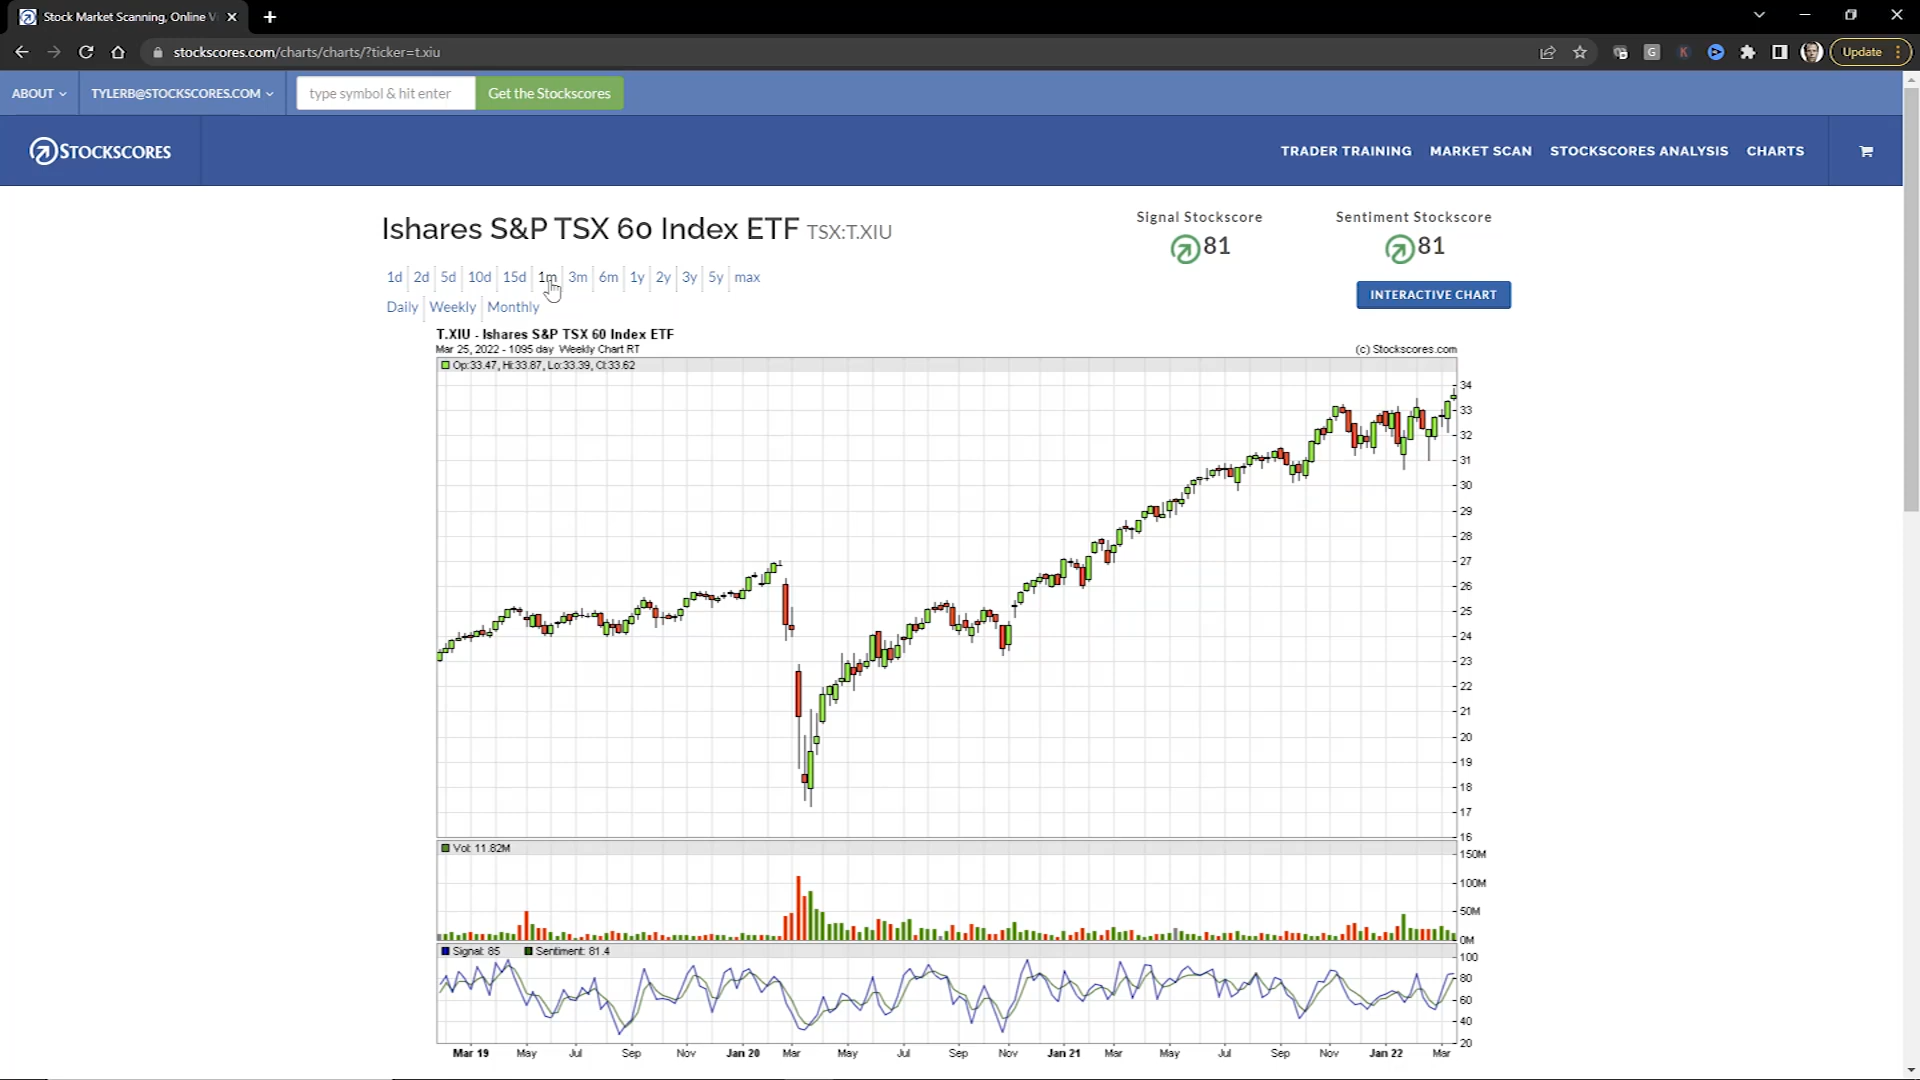 Stock Market Scanning, Online V
stockscores.com/charts/charts/?ticker=t.xiu
Update
ABOUT
TYLERB@STOCKSCORES.COM
type symbol & hit enter
Get the Stockscores
STOCKSCORES
TRADER TRAINING MARKET SCAN STOCKSCORES ANALYSIS CHARTS
Ishares S&P TSX 60 Index ETF TSX:T.XIU
Signal Stockscore
81
Sentiment Stockscore
81
1d 2d 5d 10d 15d 1m 3m 6m 1y 2y 3y 5y max
INTERACTIVE CHART
Daily Weekly Monthly
T.XIU - Ishares S&P TSX 60 Index ETF
Mar 25, 2022 - 1095 day Weekly Chart RT
(c) Stockscores.com
Op:33.47, Hi:33.87, Lo:33.39, Cl:33.62
34
33
32
31
30
29
28
27
26
25
24
23
22
21
20
19
18
17
16
Vol: 11.82M
150M
100M
50M
0M
Signal: 85 Sentiment: 81.4
100
80
60
40
20
Mar 19 May Jul Sep Nov Jan 20 Mar May Jul Sep Nov Jan 21 Mar May Jul Sep Nov Jan 22 Mar